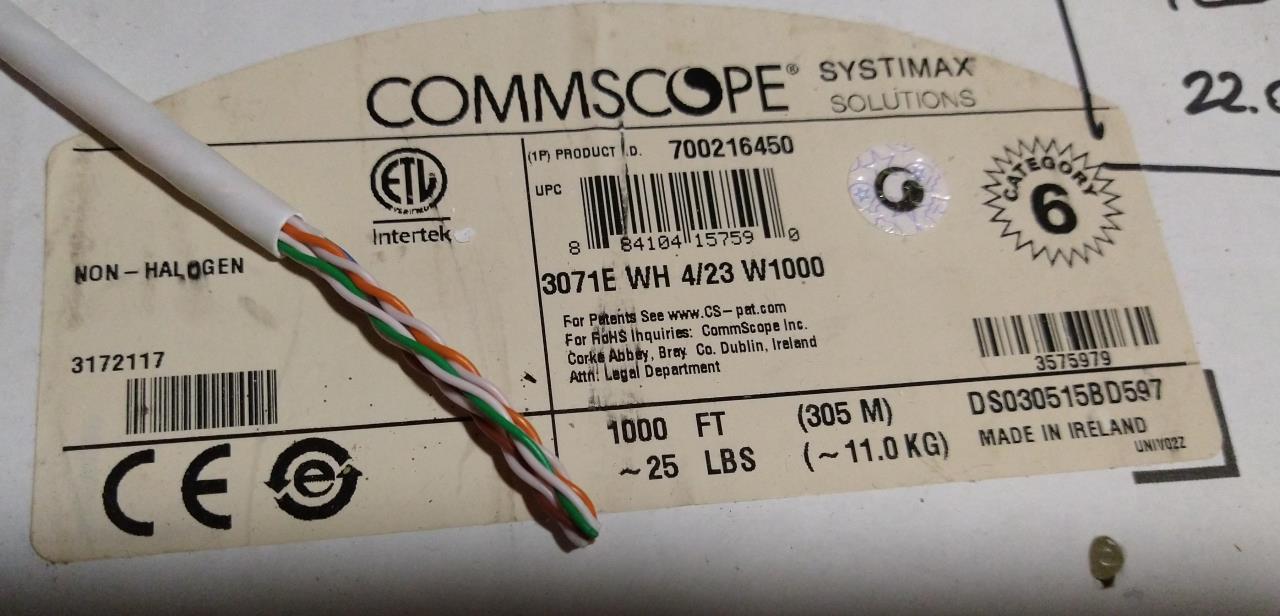 COMMSCOPE® SYSTIMAX
SOLUTIONS
22.
ETL
VERIFIED
Intertek
(1P) PRODUCT I.D. 700216450
UPC
8 84104 15759 0
CATEGORY
6
NON-HALOGEN
3071E WH 4/23 W1000
For Patents See www.CS-pat.com
For RoHS Inquiries: CommScope Inc.
Corke Abbey, Bray Co. Dublin, Ireland
Attn: Legal Department
3172117
3575979
1000 FT (305 M)
~25 LBS (~11.0 KG)
DS030515BD597
MADE IN IRELAND
UNIV02Z
CE
e